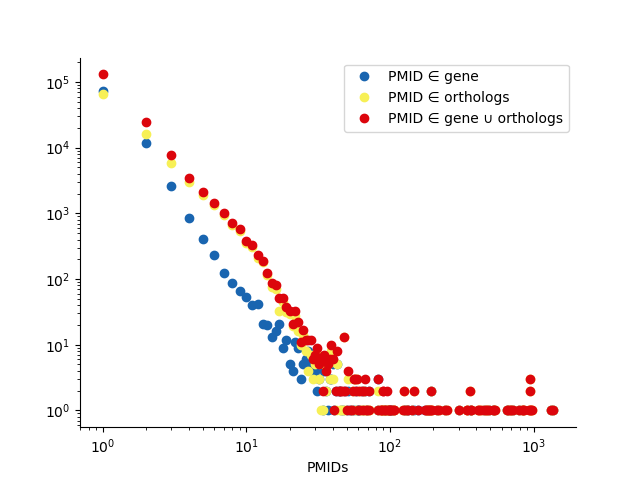 PMID ∈ gene
PMID ∈ orthologs
PMID ∈ gene ∪ orthologs
10⁵
10⁴
10³
10²
10¹
10⁰
10⁰ 10¹ 10² 10³
PMIDs